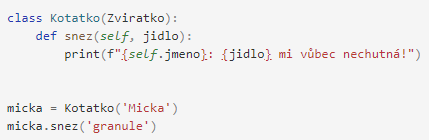 class Kotatko(Zviratko):
    def snez(self, jidlo):
        print(f"{self.jmeno}: {jidlo} mi vůbec nechutná!")
micka = Kotatko('Micka')
micka.snez('granule')